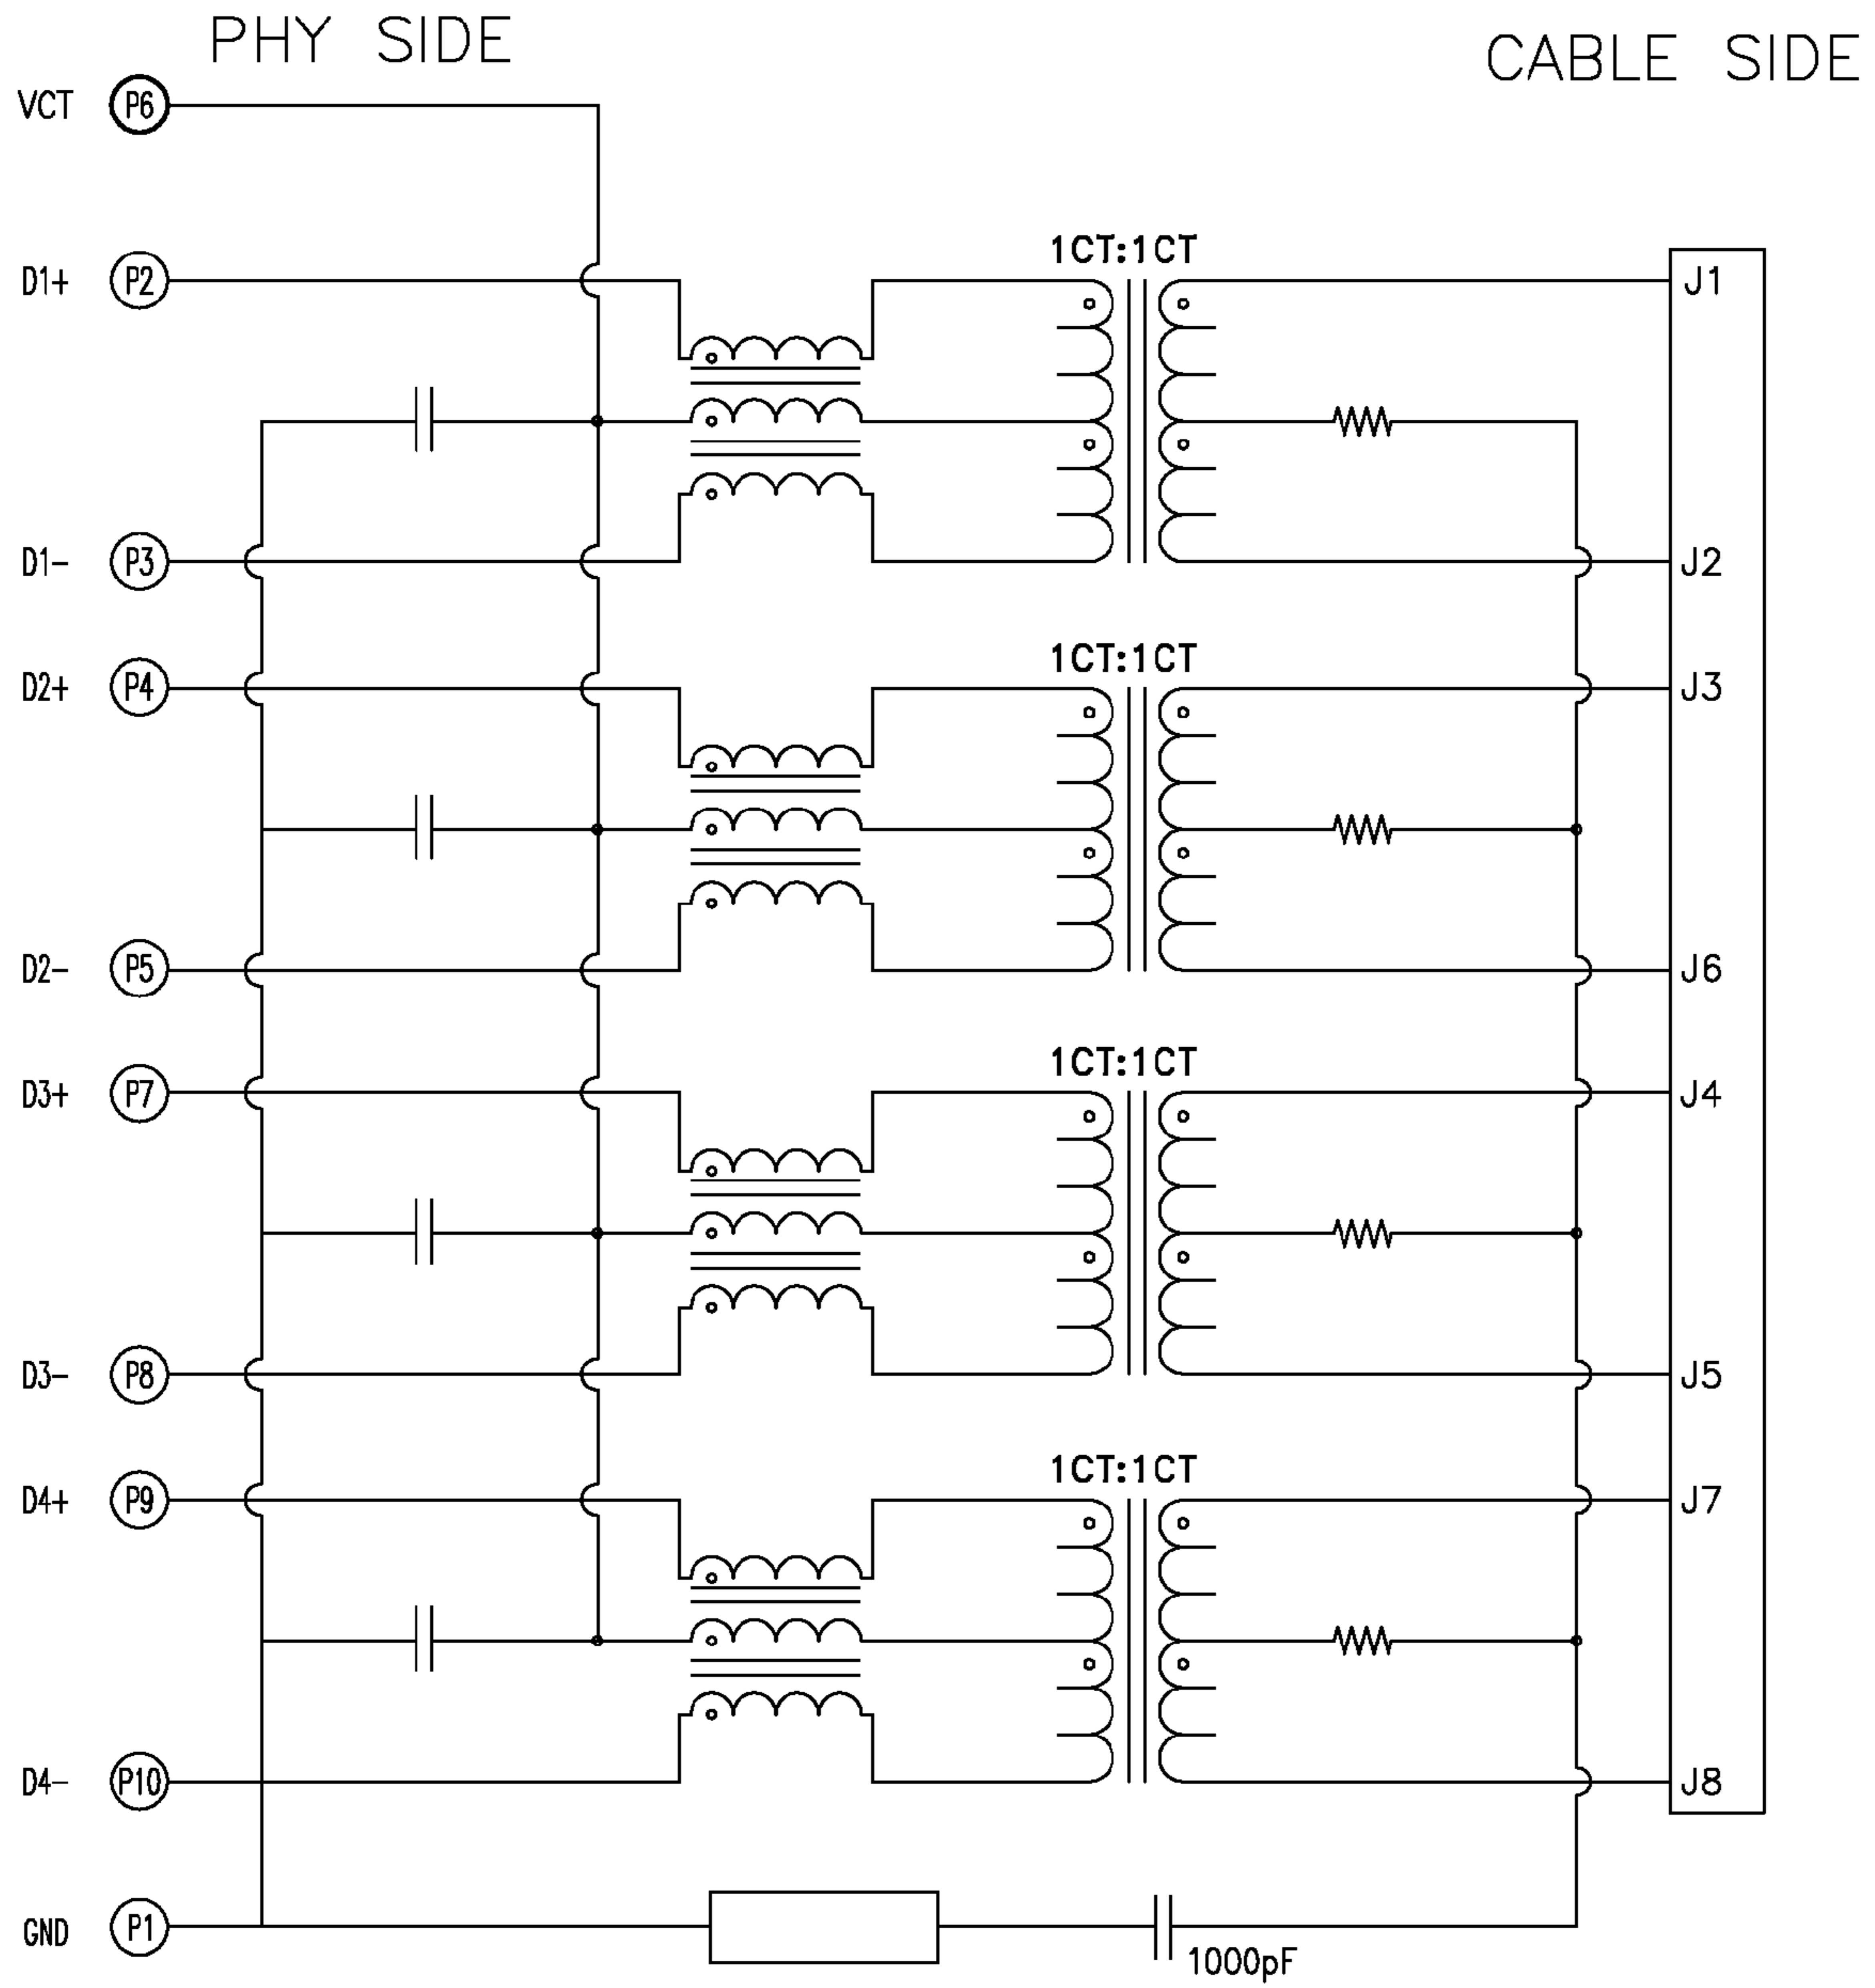 PHY SIDE
CABLE SIDE
VCT P6
1CT:1CT
D1+ P2 J1
D1- P3 J2
1CT:1CT
D2+ P4 J3
D2- P5 J6
1CT:1CT
D3+ P7 J4
D3- P8 J5
1CT:1CT
D4+ P9 J7
D4- P10 J8
GND P1
1000pF